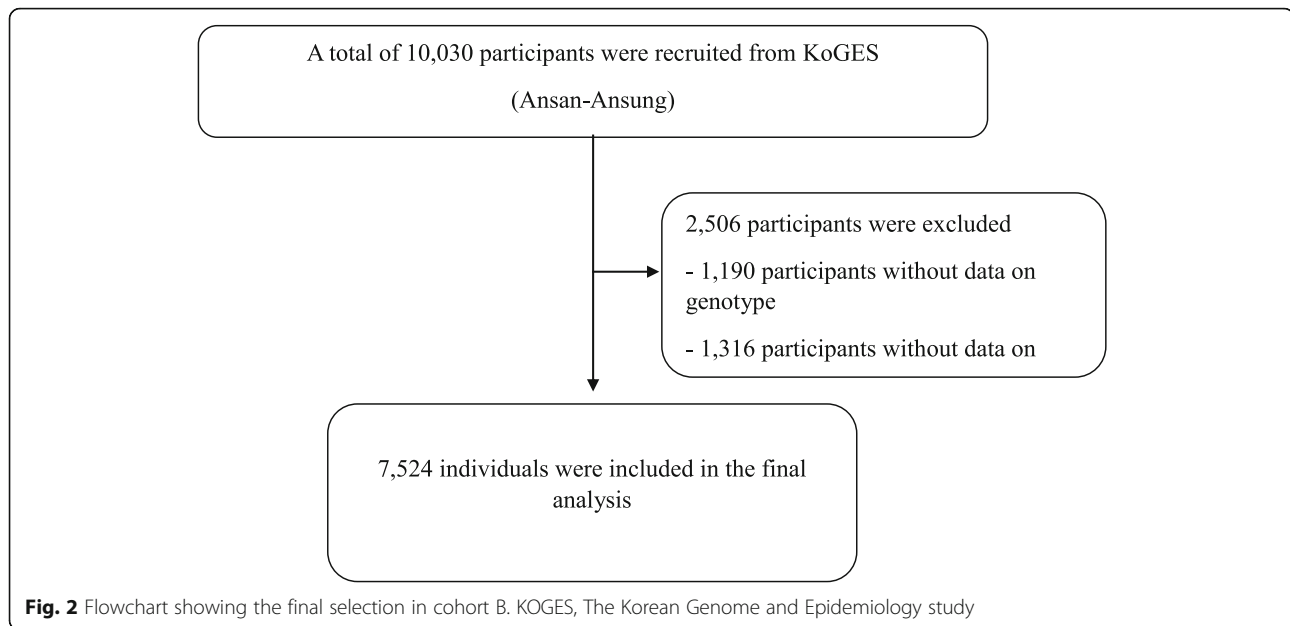 A total of 10,030 participants were recruited from KoGES
(Ansan-Ansung)
2,506 participants were excluded
- 1,190 participants without data on
genotype
- 1,316 participants without data on
7,524 individuals were included in the final
analysis
Fig. 2 Flowchart showing the final selection in cohort B. KOGES, The Korean Genome and Epidemiology study